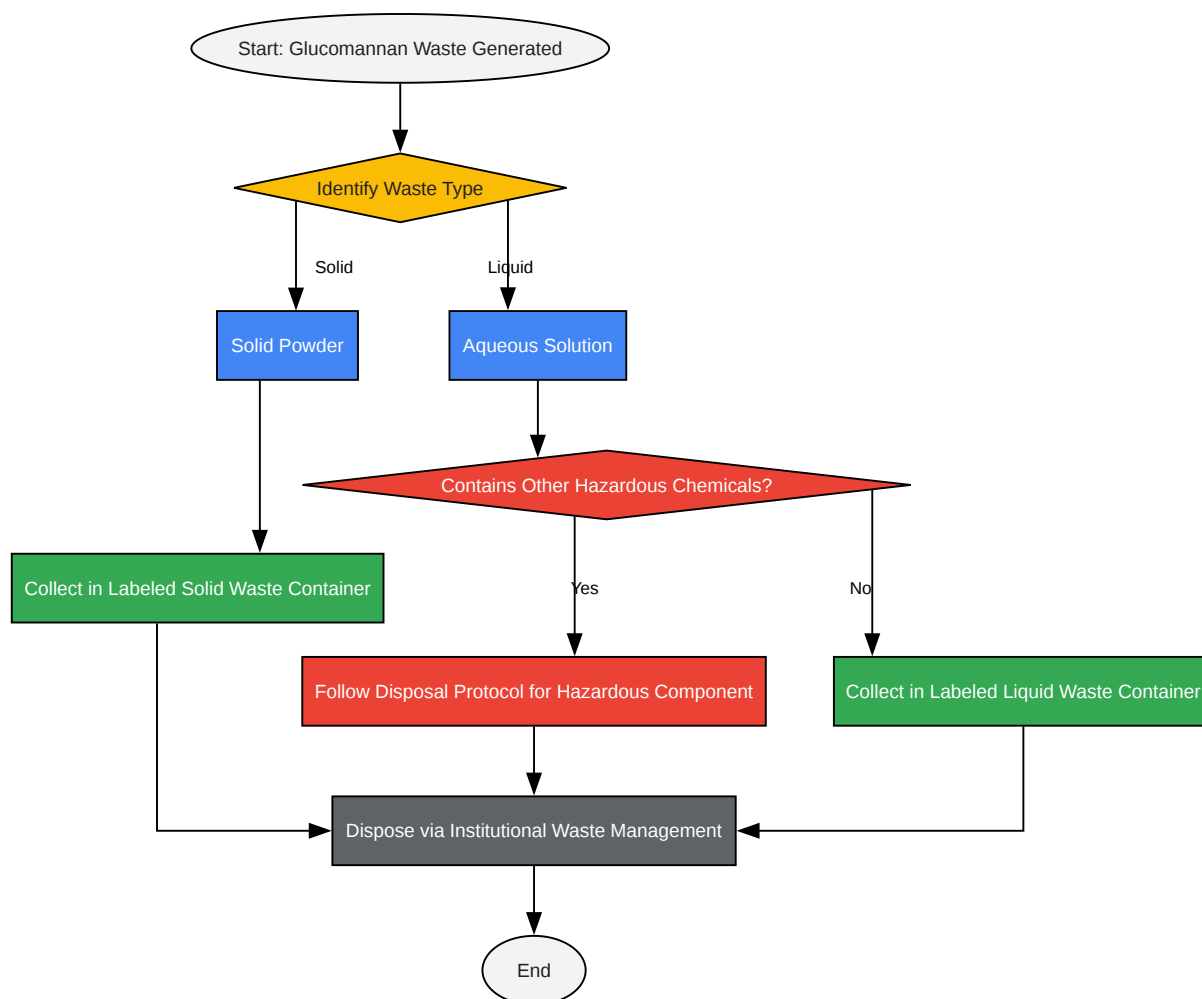 Start: Glucomannan Waste Generated
Identify Waste Type
Solid
Liquid
Solid Powder
Aqueous Solution
Contains Other Hazardous Chemicals?
Collect in Labeled Solid Waste Container
Yes
No
Follow Disposal Protocol for Hazardous Component
Collect in Labeled Liquid Waste Container
Dispose via Institutional Waste Management
End